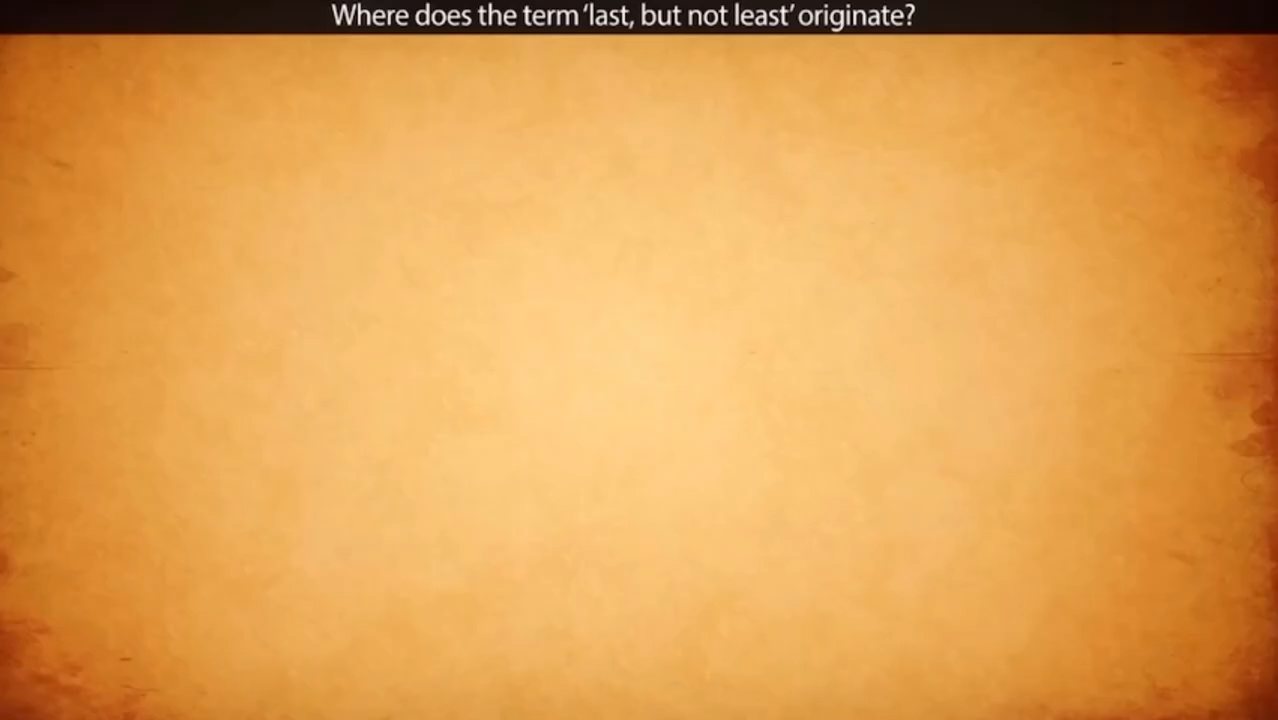 Where does the term ‘last, but not least’ originate?